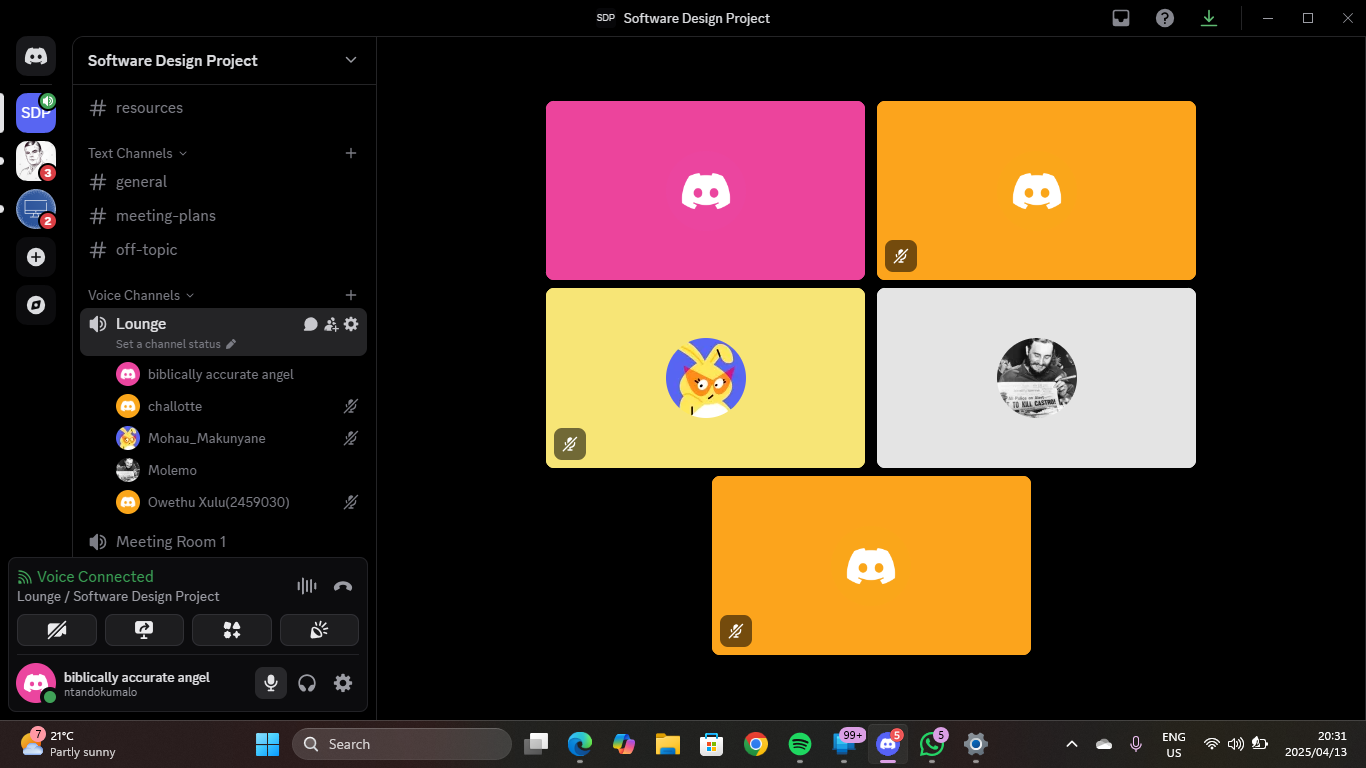 SDP Software Design Project
SDP
3
2
Software Design Project
# resources
Text Channels
# general
# meeting-plans
# off-topic
Voice Channels
Lounge
Set a channel status
biblically accurate angel
challotte
Mohau_Makunyane
Molemo
Owethu Xulu(2459030)
Meeting Room 1
Voice Connected
Lounge / Software Design Project
biblically accurate angel
ntandokumalo
TO KILL CASTRO!
7
21°C
Partly sunny
Search
99+
5
5
ENG
US
20:31
2025/04/13